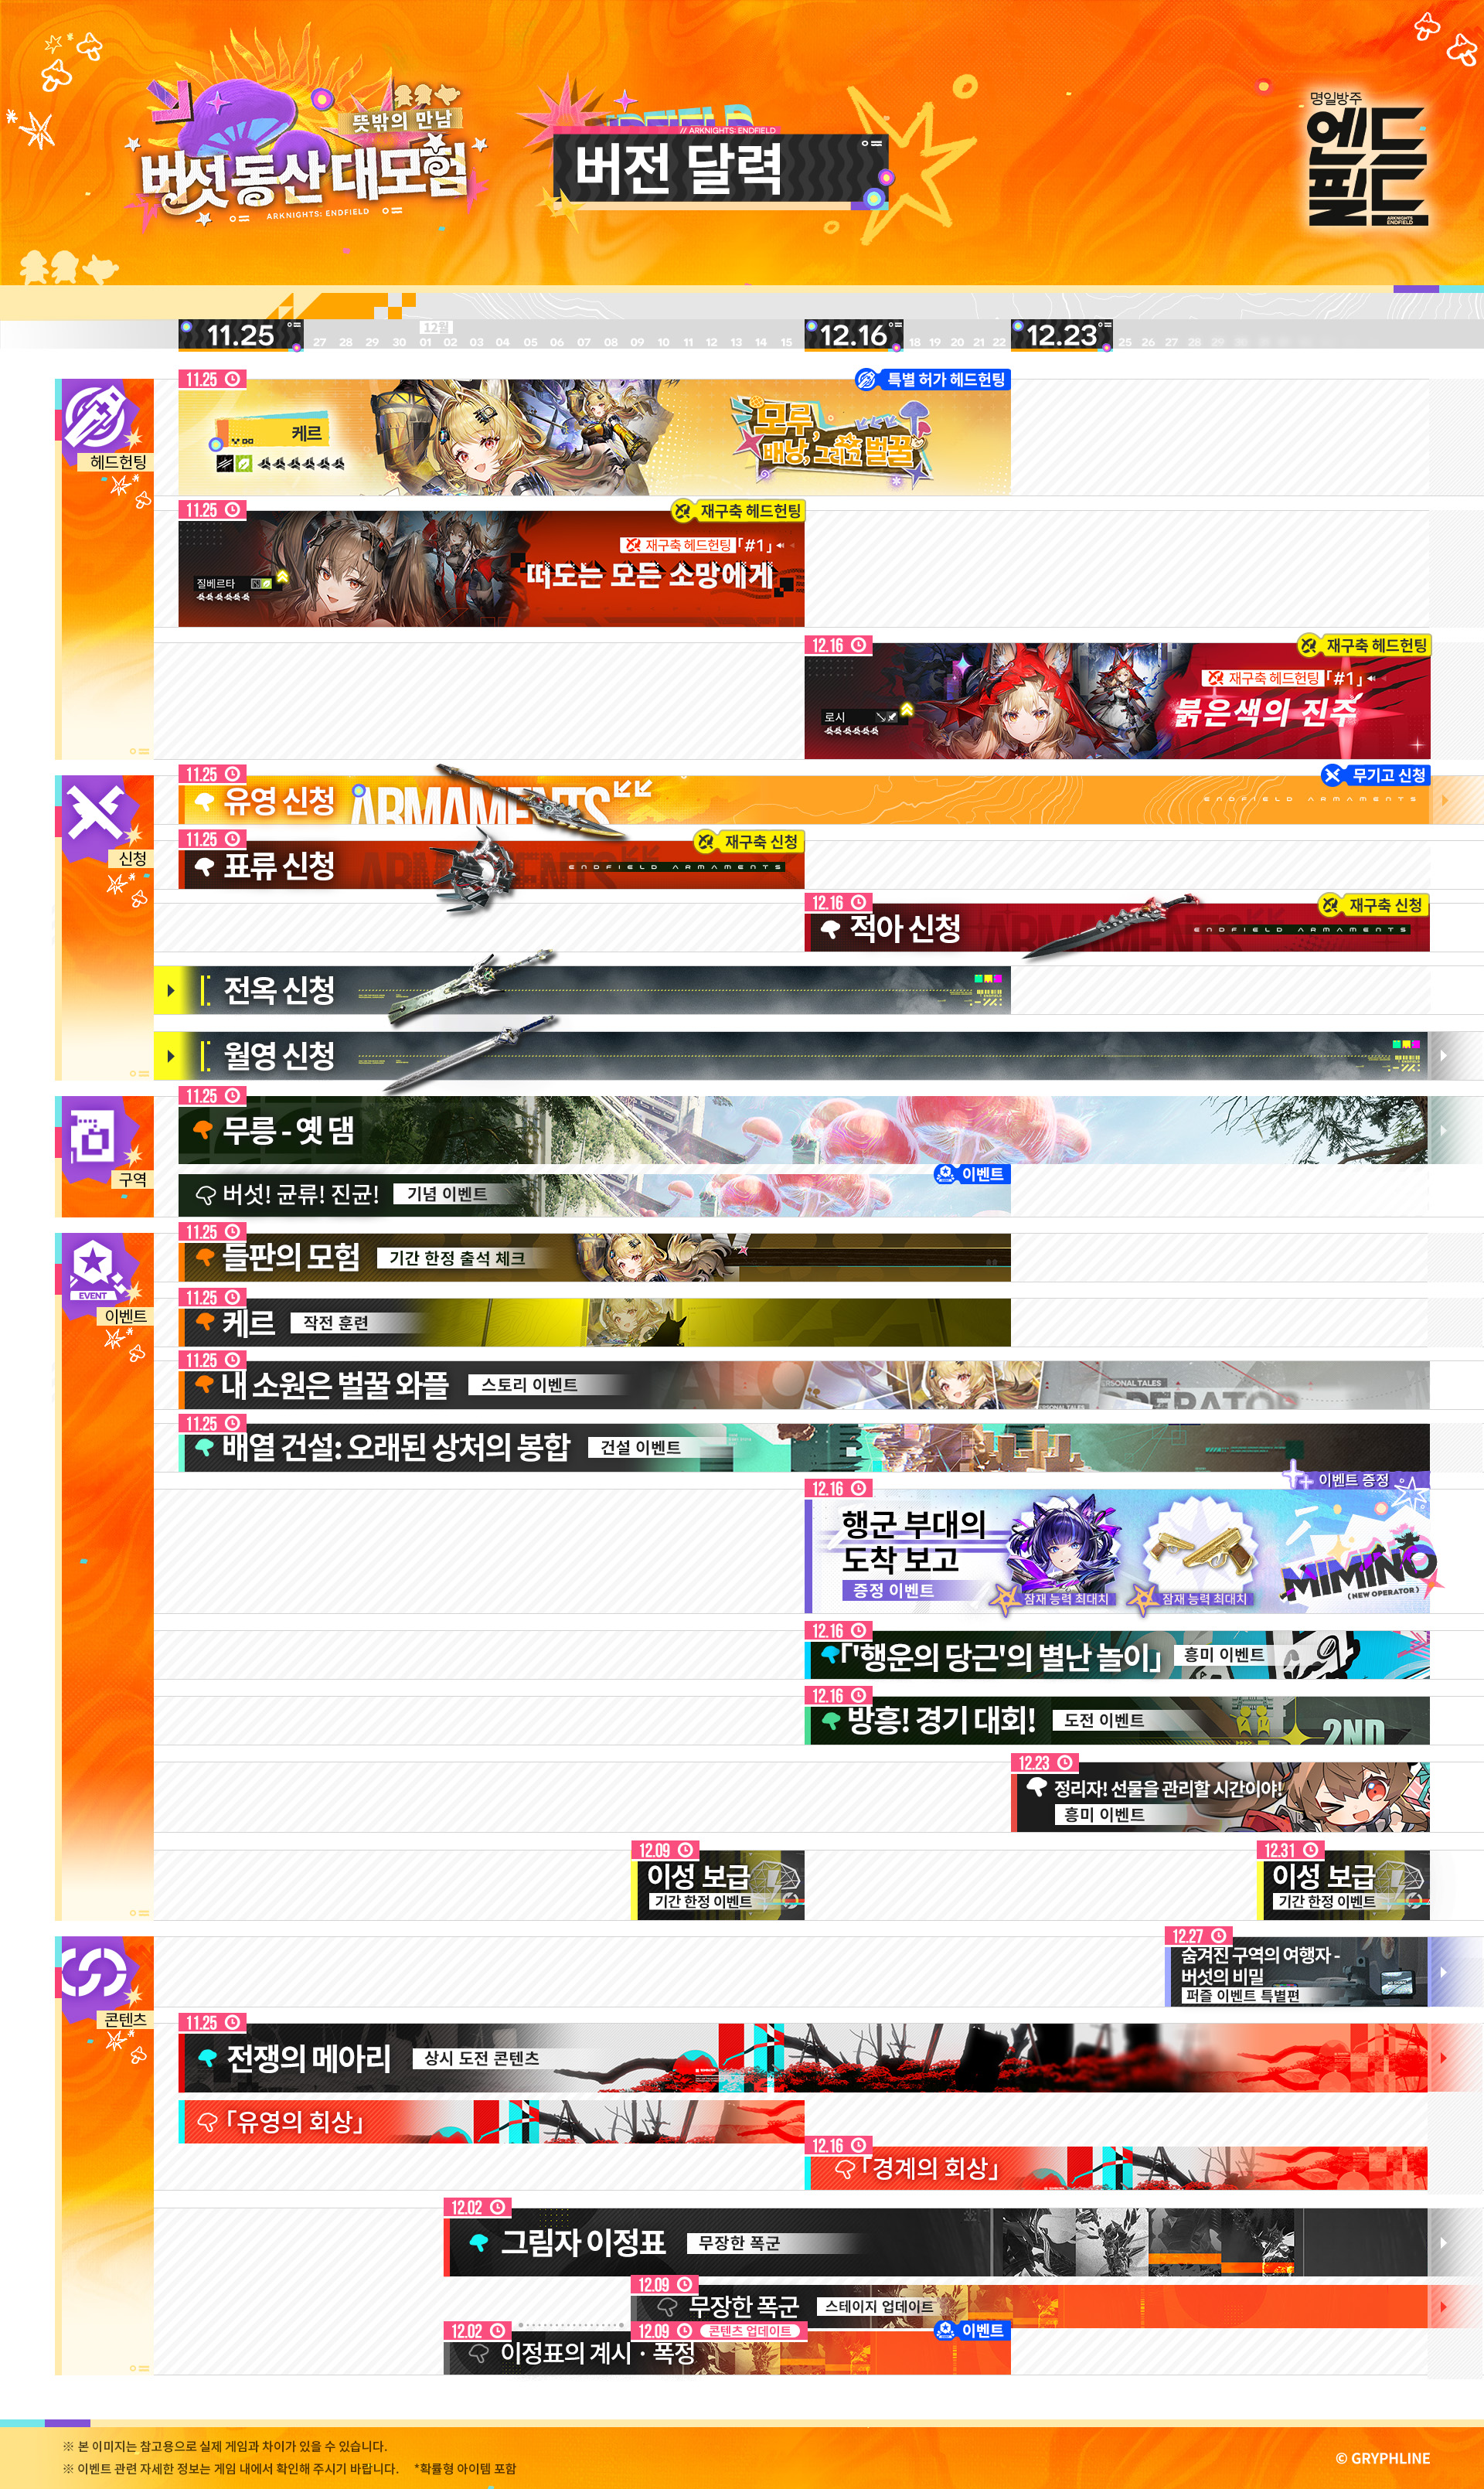 뜻밖의 만남
버섯 동산 대모험
ARKNIGHTS: ENDFIELD
// ARKNIGHTS: ENDFIELD
버전 달력
명일방주
엔드필드
ARKNIGHTS ENDFIELD
12월
11.25 27 28 29 30 01 02 03 04 05 06 07 08 09 10 11 12 13 14 15 12.16 18 19 20 21 22 12.23 25 26 27 28 29
헤드헌팅
11.25
특별 허가 헤드헌팅
케르
모루,
배낭, 그리고 벌꿀
11.25
재구축 헤드헌팅
재구축 헤드헌팅「#1」
떠도는 모든 소망에게
질베르타
12.16
재구축 헤드헌팅
재구축 헤드헌팅「#1」
붉은색의 진주
로시
신청
11.25
무기고 신청
유영 신청
ARMAMENTS
ENDFIELD ARMAMENTS
11.25
재구축 신청
표류 신청
ARMAMENTS
ENDFIELD ARMAMENTS
12.16
재구축 신청
적아 신청
ARMAMENTS
ENDFIELD ARMAMENTS
전옥 신청
월영 신청
구역
11.25
무릉 - 옛 댐
이벤트
버섯! 균류! 진균! 기념 이벤트
EVENT
이벤트
11.25
들판의 모험 기간 한정 출석 체크
11.25
케르 작전 훈련
11.25
내 소원은 벌꿀 와플 스토리 이벤트
PERSONAL TALES
OPERATOR
11.25
배열 건설: 오래된 상처의 봉합 건설 이벤트
12.16
이벤트 증정
행군 부대의
도착 보고
증정 이벤트
잠재 능력 최대치
잠재 능력 최대치
MIMINO
(NEW OPERATOR)
12.16
「'행운의 당근'의 별난 놀이」 흥미 이벤트
12.16
방흥! 경기 대회! 도전 이벤트
2ND
12.23
정리자! 선물을 관리할 시간이야!
흥미 이벤트
12.09
이성 보급
기간 한정 이벤트
12.31
이성 보급
기간 한정 이벤트
콘텐츠
12.27
숨겨진 구역의 여행자 -
버섯의 비밀
퍼즐 이벤트 특별편
11.25
전쟁의 메아리 상시 도전 콘텐츠
「유영의 회상」
12.16
「경계의 회상」
12.02
그림자 이정표 무장한 폭군
12.09
무장한 폭군 스테이지 업데이트
12.02
12.09 콘텐츠 업데이트
이벤트
이정표의 계시 · 폭정
※ 본 이미지는 참고용으로 실제 게임과 차이가 있을 수 있습니다.
※ 이벤트 관련 자세한 정보는 게임 내에서 확인해 주시기 바랍니다. *확률형 아이템 포함
© GRYPHLINE